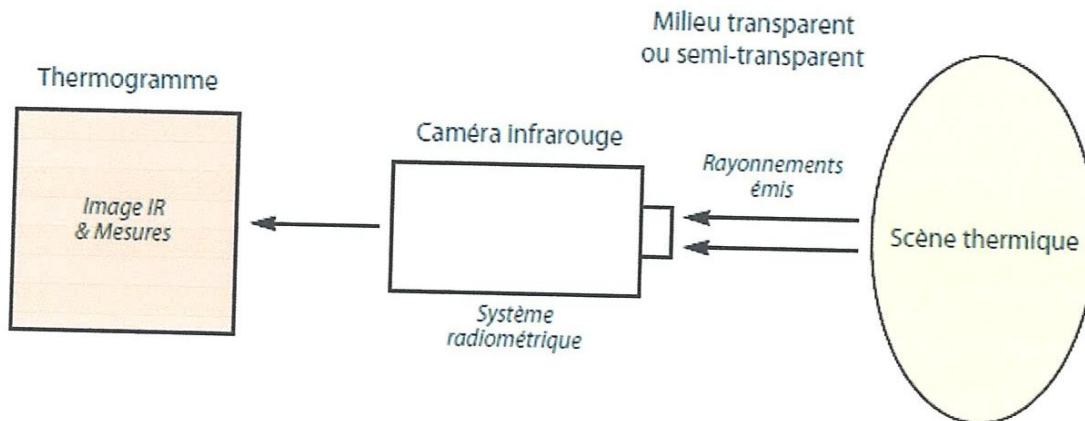 Milieu transparent
ou semi-transparent
Thermogramme
Caméra infrarouge
Rayonnements
émis
Image IR
& Mesures
Scène thermique
Système
radiométrique